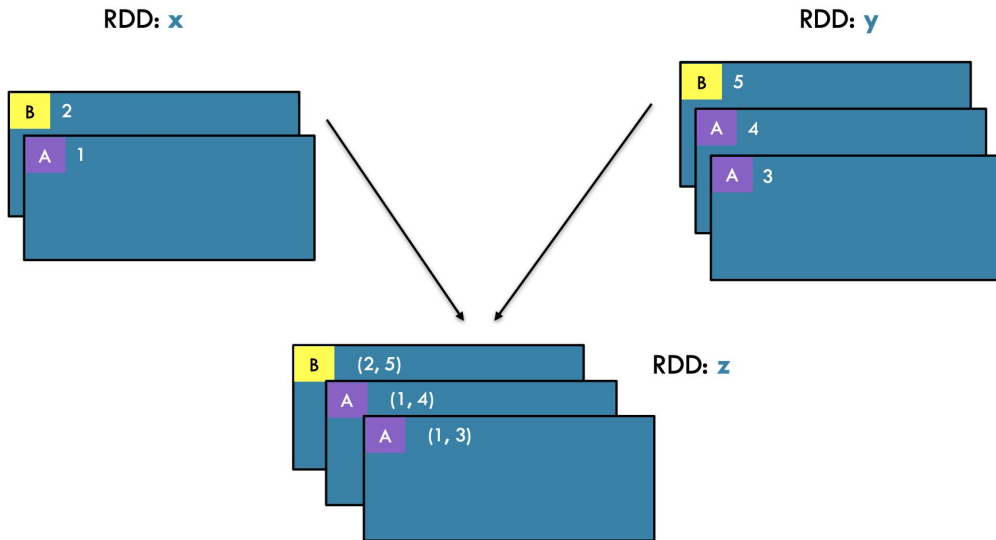 RDD: x
B 2
A 1
RDD: y
B 5
A 4
A 3
RDD: z
B (2, 5)
A (1, 4)
A (1, 3)